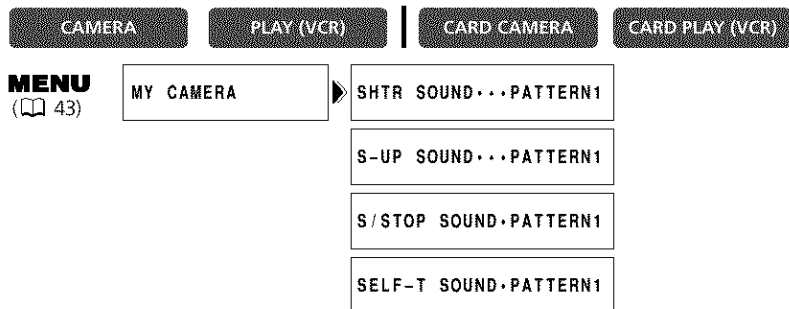 CAMERA PLAY (VCR) CARD CAMERA CARD PLAY (VCR)
MENU MY CAMERA SHTR SOUND···PATTERN1
(43)
S-UP SOUND···PATTERN1
S/STOP SOUND·PATTERN1
SELF-T SOUND·PATTERN1